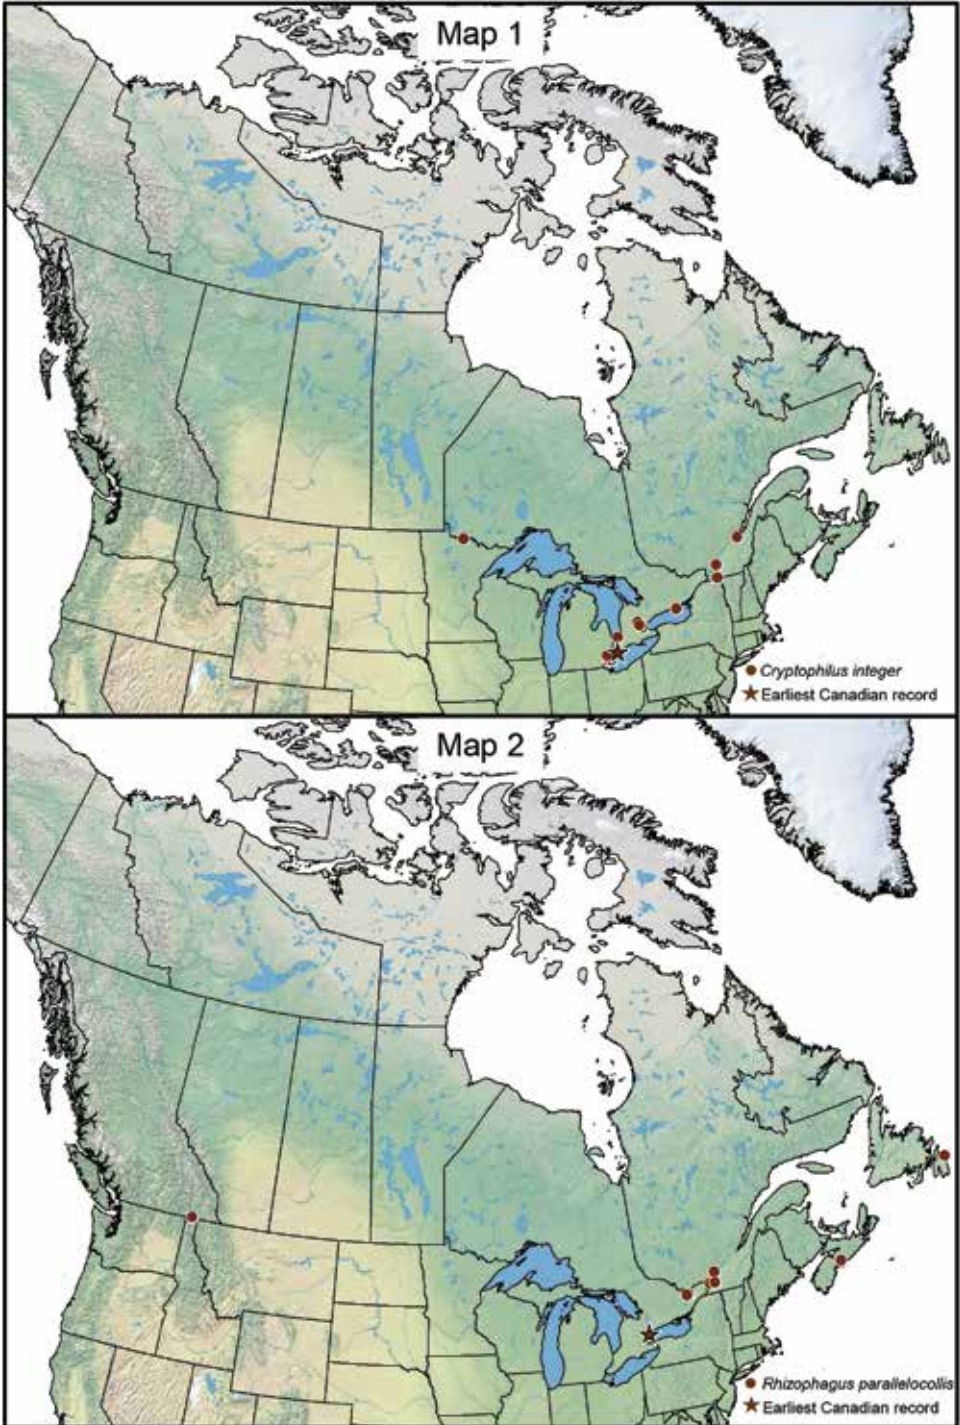 Map 1
Cryptophilus integer
Earliest Canadian record
Map 2
Rhizophagus parallelocollis
Earliest Canadian record